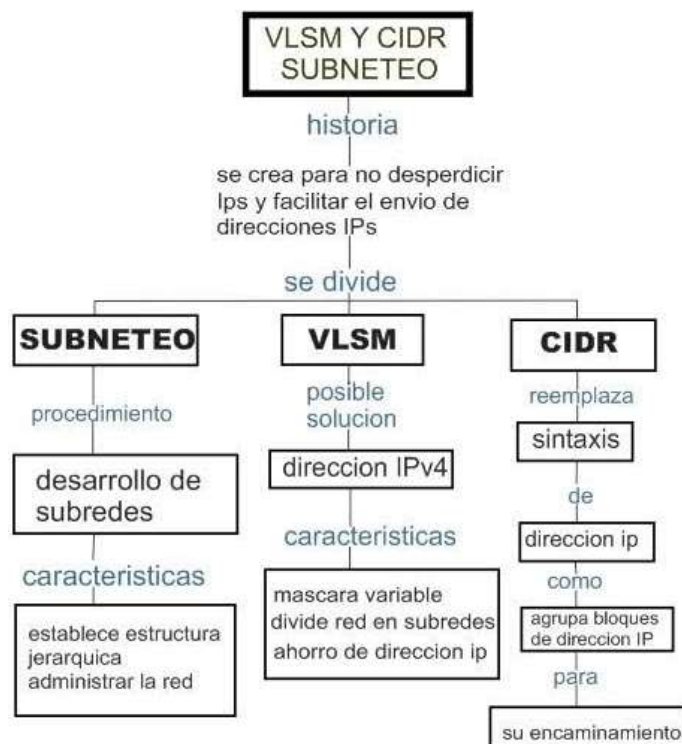 VLSM Y CIDR
SUBNETEO
historia
se crea para no desperdicir
Ips y facilitar el envio de
direcciones IPs
se divide
SUBNETEO
procedimiento
desarrollo de
subredes
caracteristicas
establece estructura
jerarquica
administrar la red
VLSM
posible
solucion
direccion IPv4
caracteristicas
mascara variable
divide red en subredes
ahorro de direccion ip
CIDR
reemplaza
sintaxis
de
direccion ip
como
agrupa bloques
de direccion IP
para
su encaminamiento